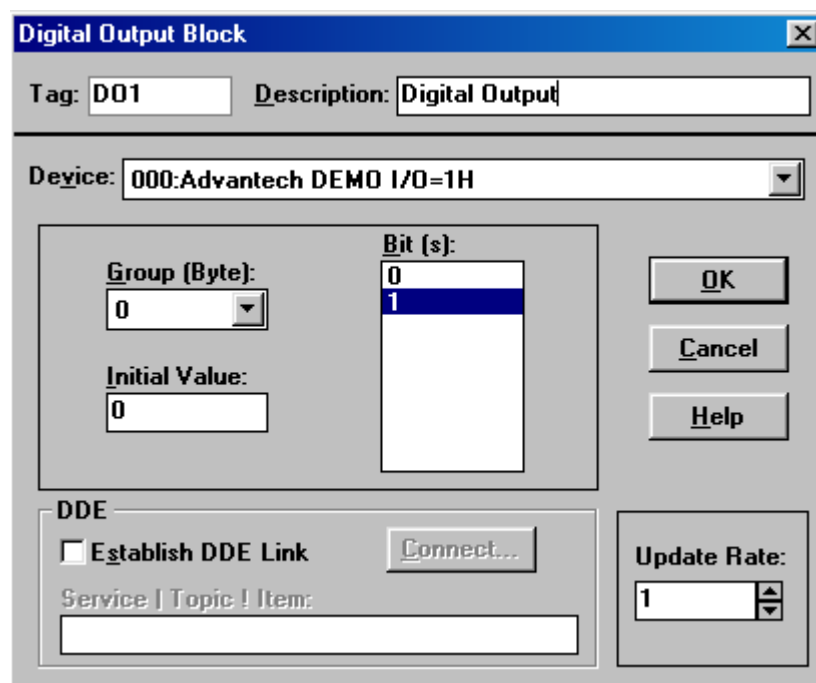 Digital Output Block
Tag: DO1 Description: Digital Output
Device: 000:Advantech DEMO I/O=1H
Group (Byte):
0
Initial Value:
0
Bit (s):
0
1
OK
Cancel
Help
DDE
Establish DDE Link Connect...
Service | Topic ! Item:
Update Rate:
1